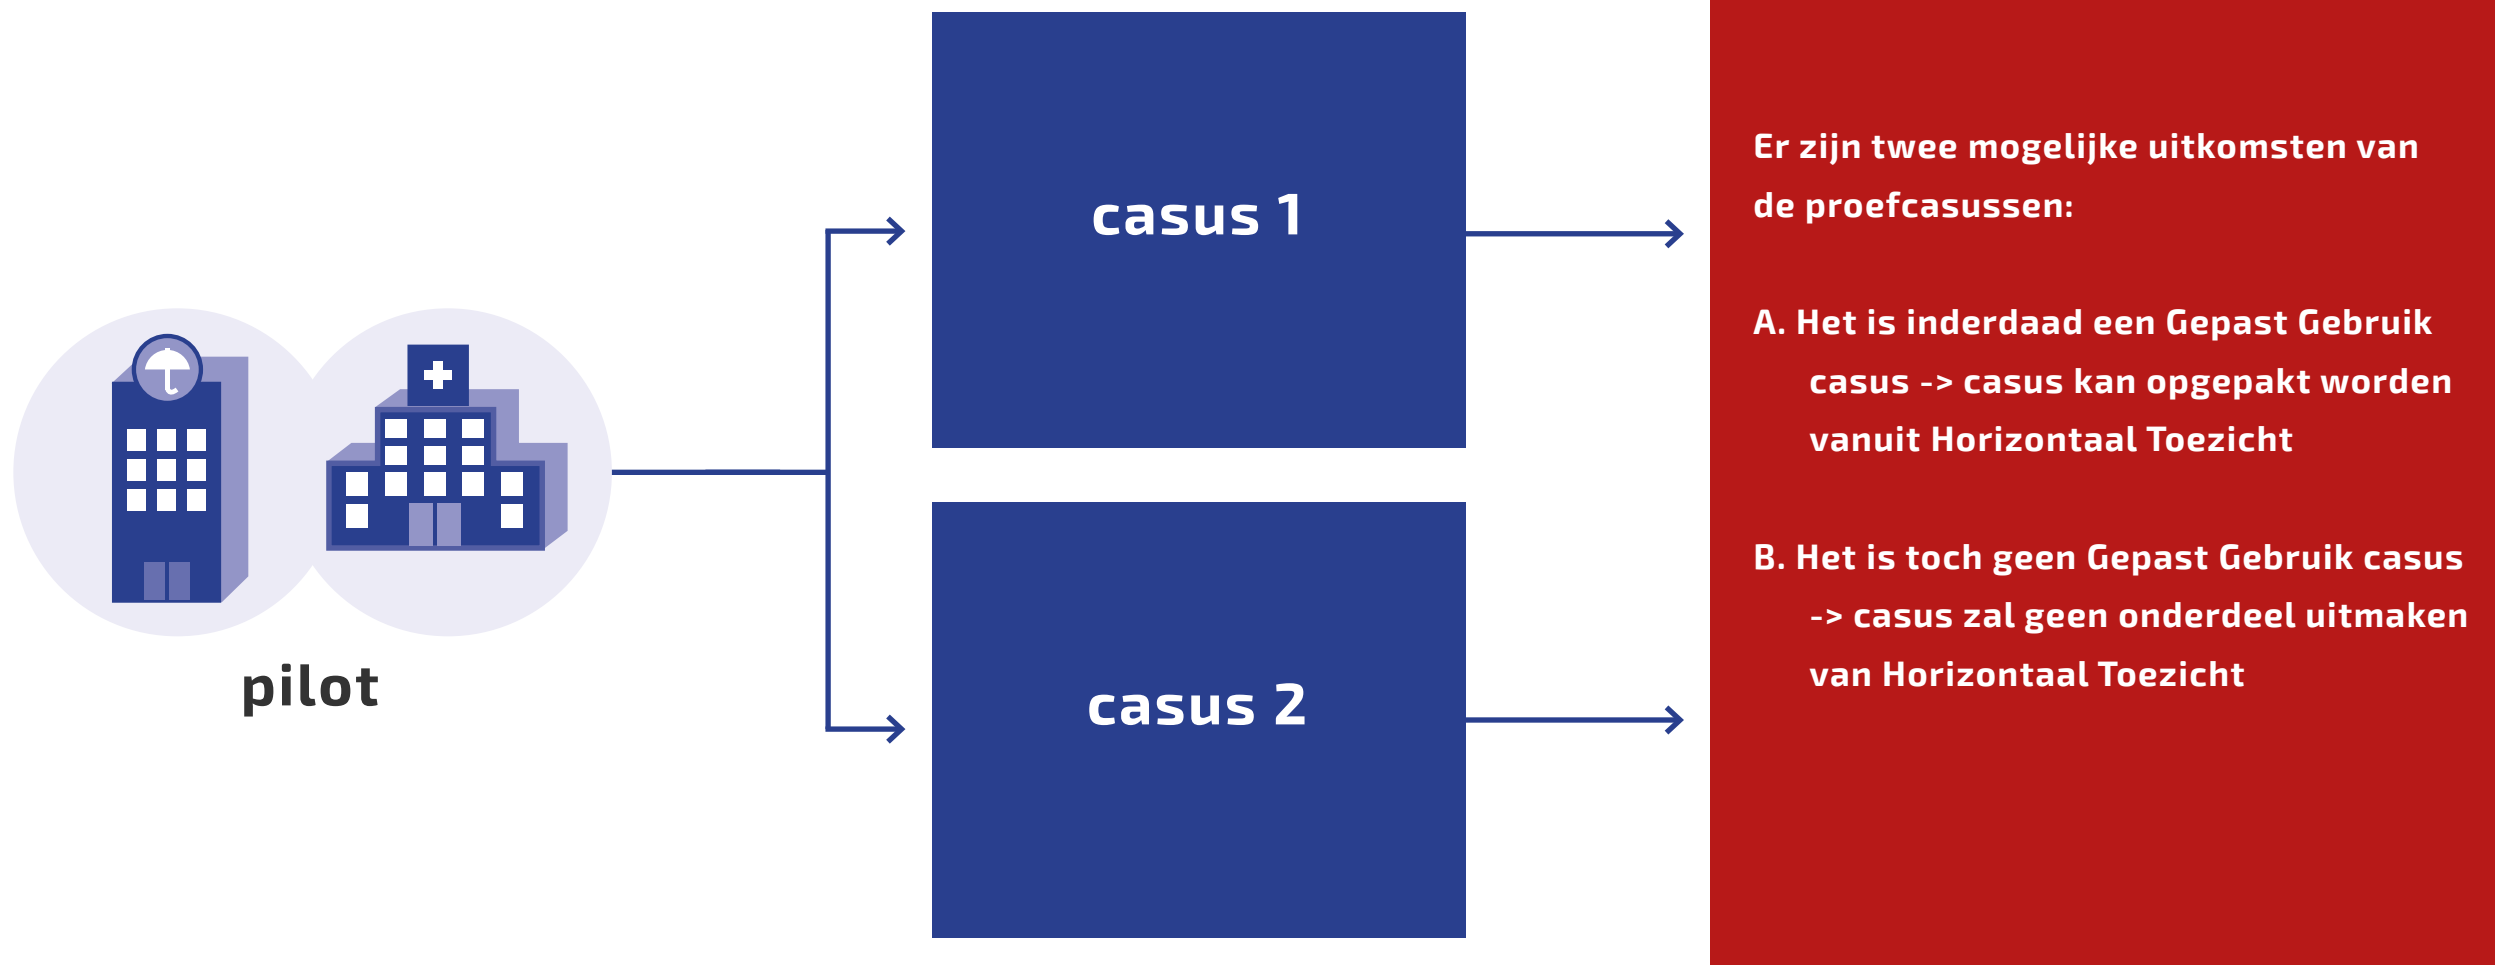 pilot
casus 1
casus 2
Er zijn twee mogelijke uitkomsten van
de proefcasussen:
A. Het is inderdaad een Gepast Gebruik
casus -> casus kan opgepakt worden
vanuit Horizontaal Toezicht
B. Het is toch geen Gepast Gebruik casus
-> casus zal geen onderdeel uitmaken
van Horizontaal Toezicht